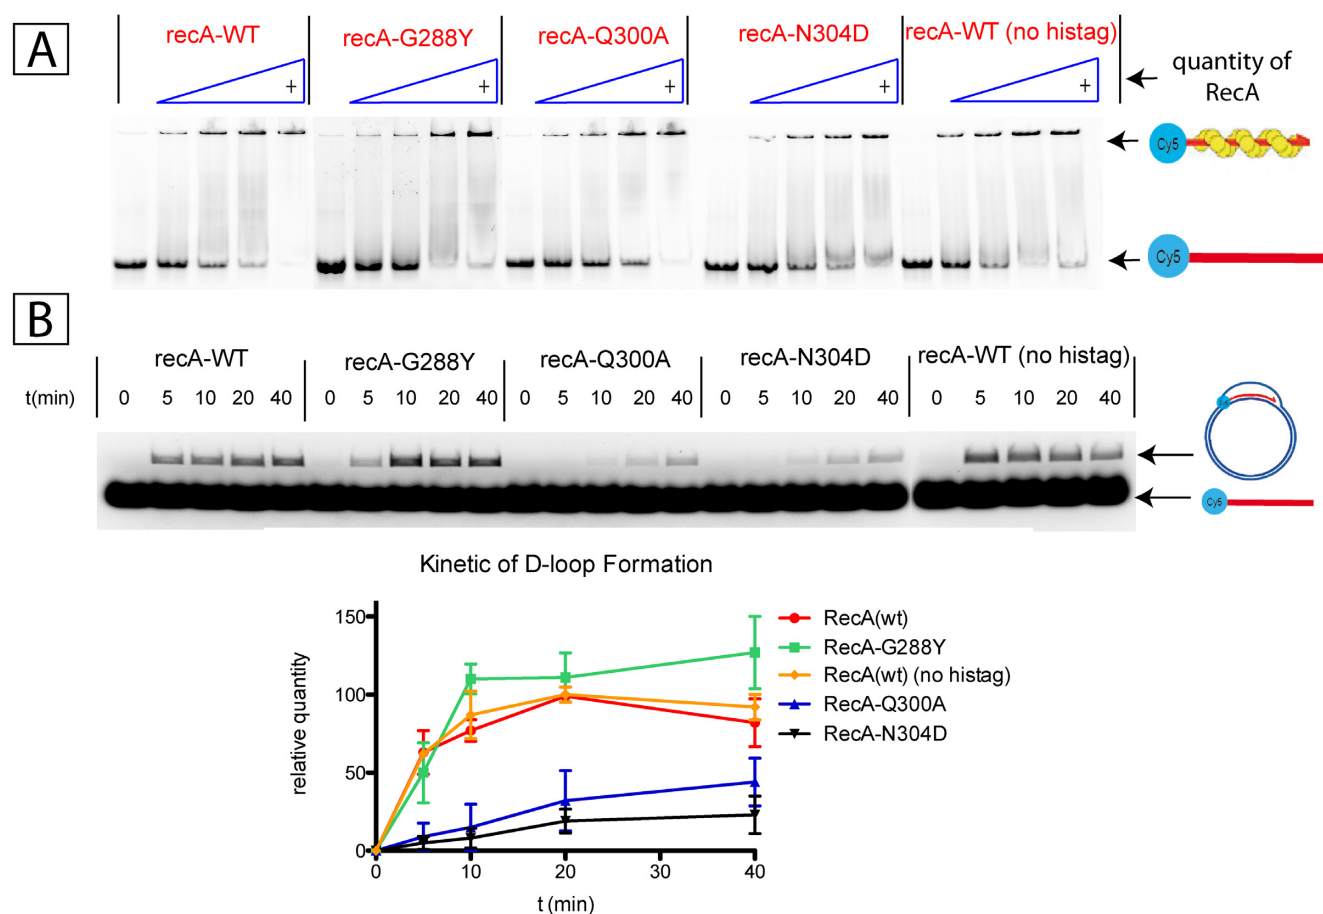 A
recA-WT
recA-G288Y
recA-Q300A
recA-N304D
recA-WT (no histag)
+
+
+
+
+
quantity of
RecA
Cy5
Cy5
B
recA-WT
recA-G288Y
recA-Q300A
recA-N304D
recA-WT (no histag)
t(min)
0 5 10 20 40
0 5 10 20 40
0 5 10 20 40
0 5 10 20 40
0 5 10 20 40
Cy5
Kinetic of D-loop Formation
relative quantity
150
100
50
0
0 10 20 30 40
t (min)
RecA(wt)
RecA-G288Y
RecA(wt) (no histag)
RecA-Q300A
RecA-N304D